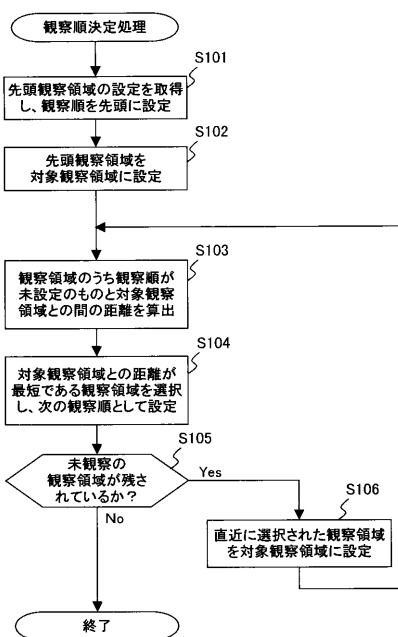 観察順決定処理
S101
先頭観察領域の設定を取得
し、観察順を先頭に設定
S102
先頭観察領域を
対象観察領域に設定
S103
観察領域のうち観察順が
未設定のものと対象観察
領域との間の距離を算出
S104
対象観察領域との距離が
最短である観察領域を選択
し、次の観察順として設定
S105
未観察の
観察領域が残さ
れているか？
Yes
No
S106
直近に選択された観察領域
を対象観察領域に設定
終了